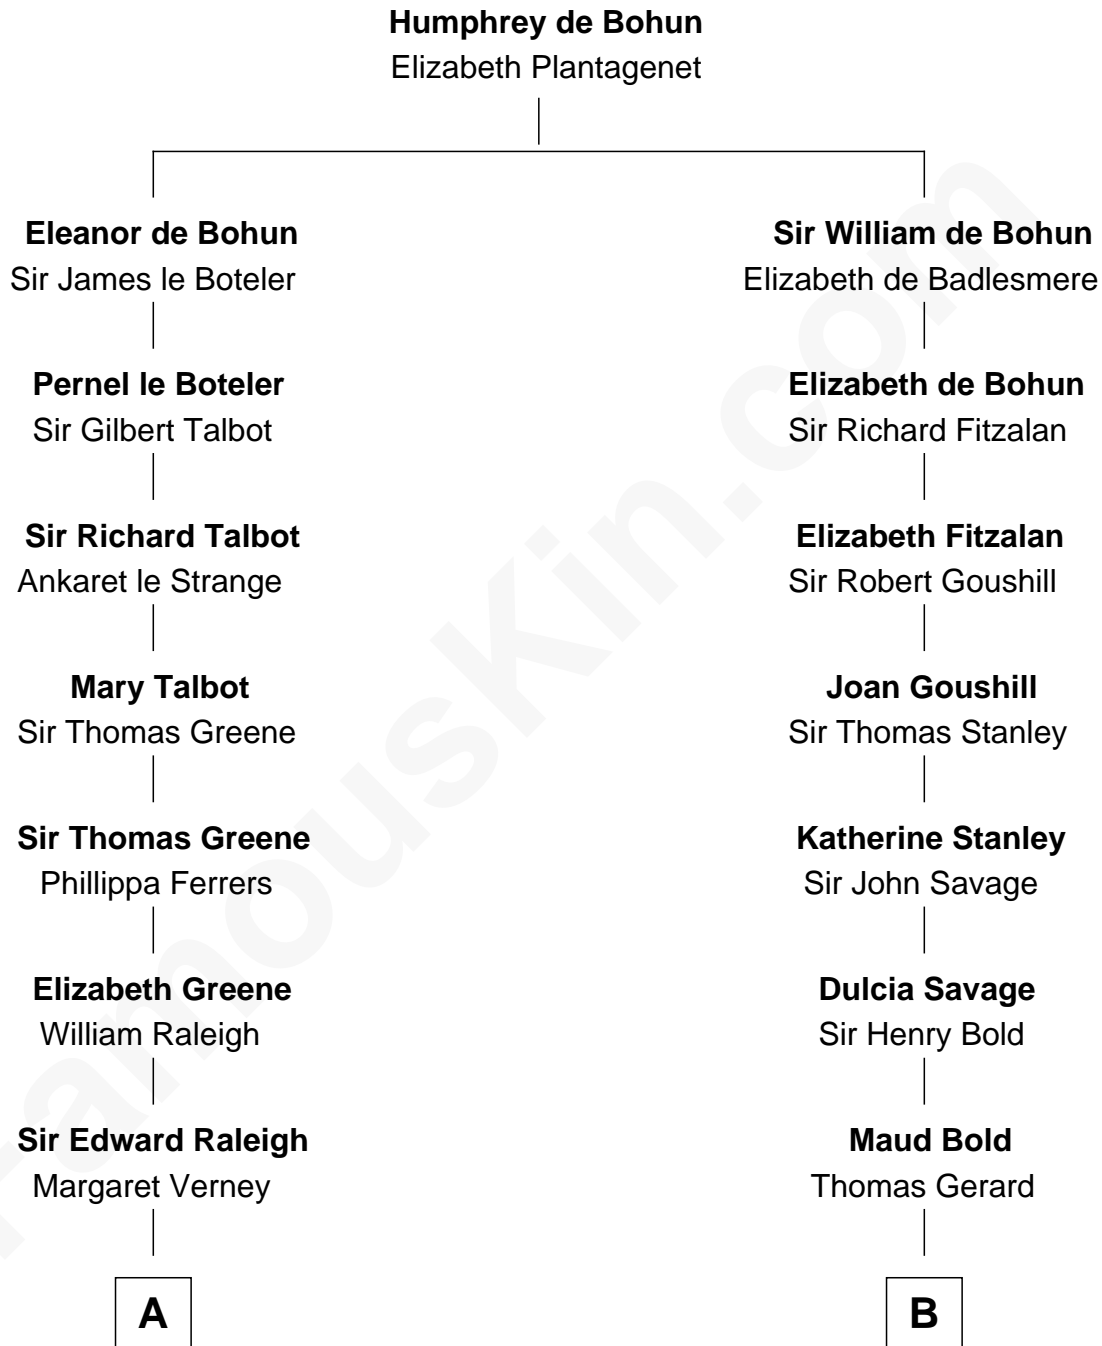 Humphrey de Bohun
Elizabeth Plantagenet
Eleanor de Bohun
Sir James le Boteler
Sir William de Bohun
Elizabeth de Badlesmere
Pernel le Boteler
Sir Gilbert Talbot
Elizabeth de Bohun
Sir Richard Fitzalan
Sir Richard Talbot
Ankaret le Strange
Elizabeth Fitzalan
Sir Robert Goushill
Mary Talbot
Sir Thomas Greene
Joan Goushill
Sir Thomas Stanley
Sir Thomas Greene
Phillippa Ferrers
Katherine Stanley
Sir John Savage
Elizabeth Greene
William Raleigh
Dulcia Savage
Sir Henry Bold
Sir Edward Raleigh
Margaret Verney
Maud Bold
Thomas Gerard
A
B
FamousKin.com